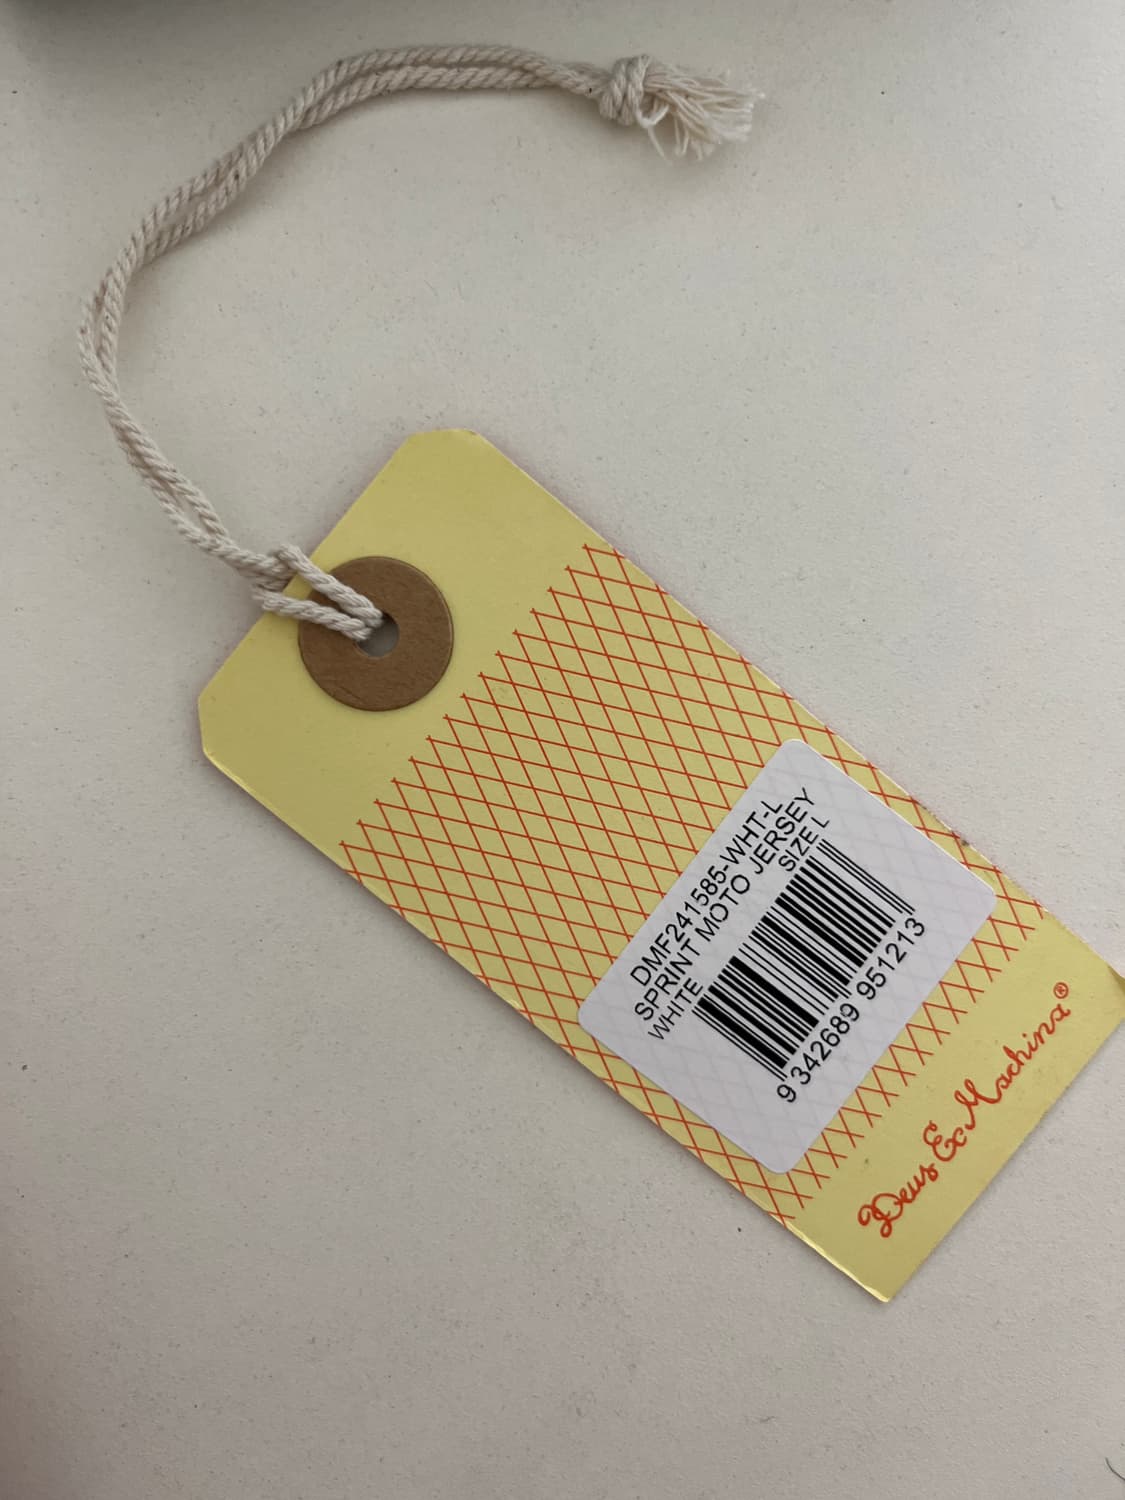 DMF241585-WHT-L
SPRINT MOTO JERSEY
WHITE SIZE L
9 342689 951213
Deus Ex Machina®